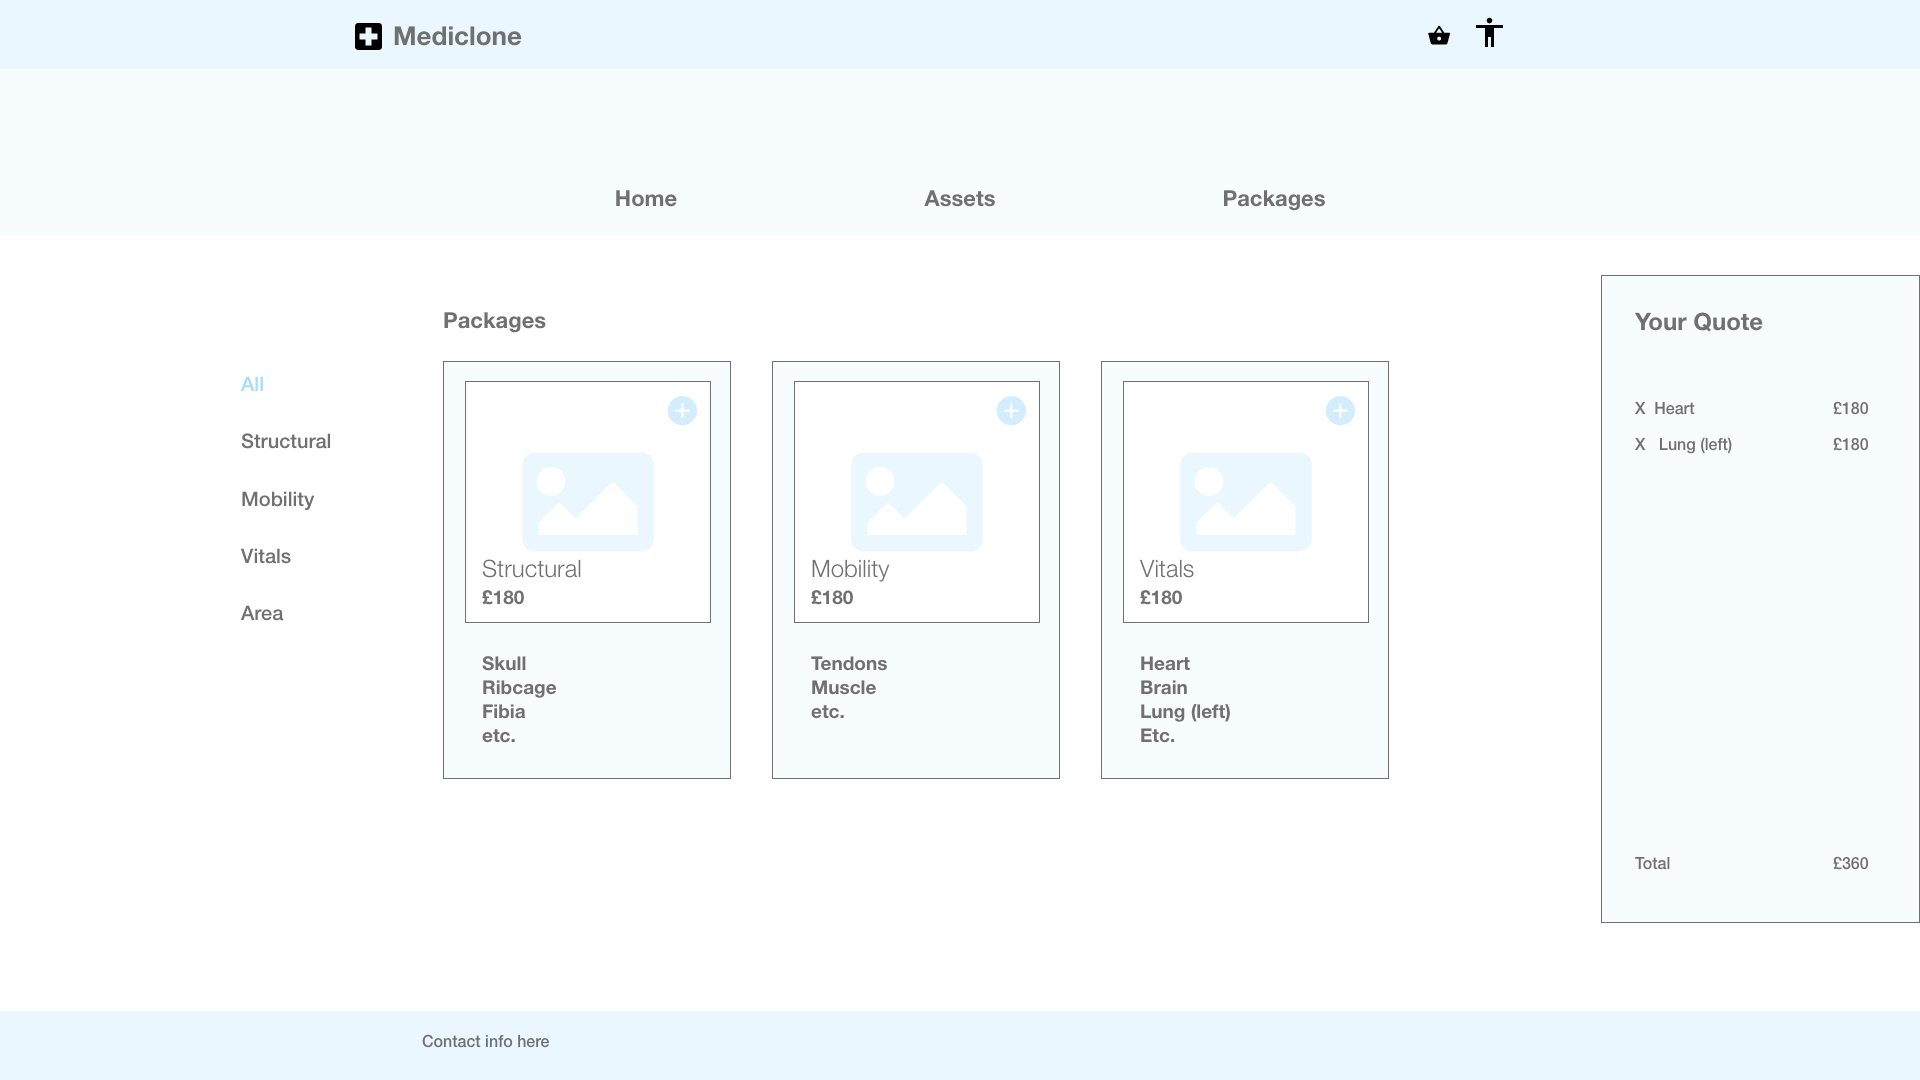 Mediclone
Home
Assets
Packages
Packages
All
Structural
Mobility
Vitals
Area
Structural
£180
Skull
Ribcage
Fibia
etc.
Mobility
£180
Tendons
Muscle
etc.
Vitals
£180
Heart
Brain
Lung (left)
Etc.
Your Quote
X Heart £180
X Lung (left) £180
Total £360
Contact info here